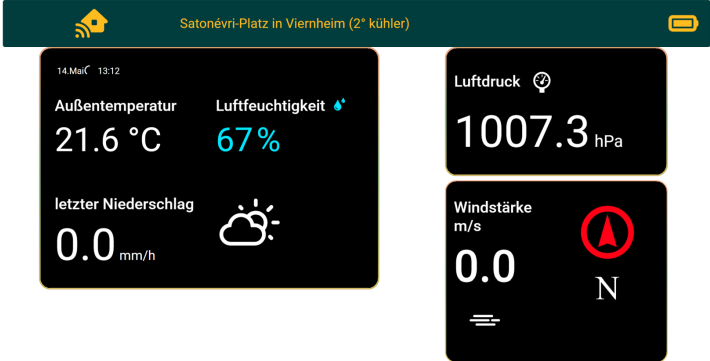 Satonévri-Platz in Viernheim (2° kühler)
14.Mai 13:12
Außentemperatur
21.6 °C
Luftfeuchtigkeit
67%
letzter Niederschlag
0.0 mm/h
Luftdruck
1007.3 hPa
Windstärke
m/s
0.0
N